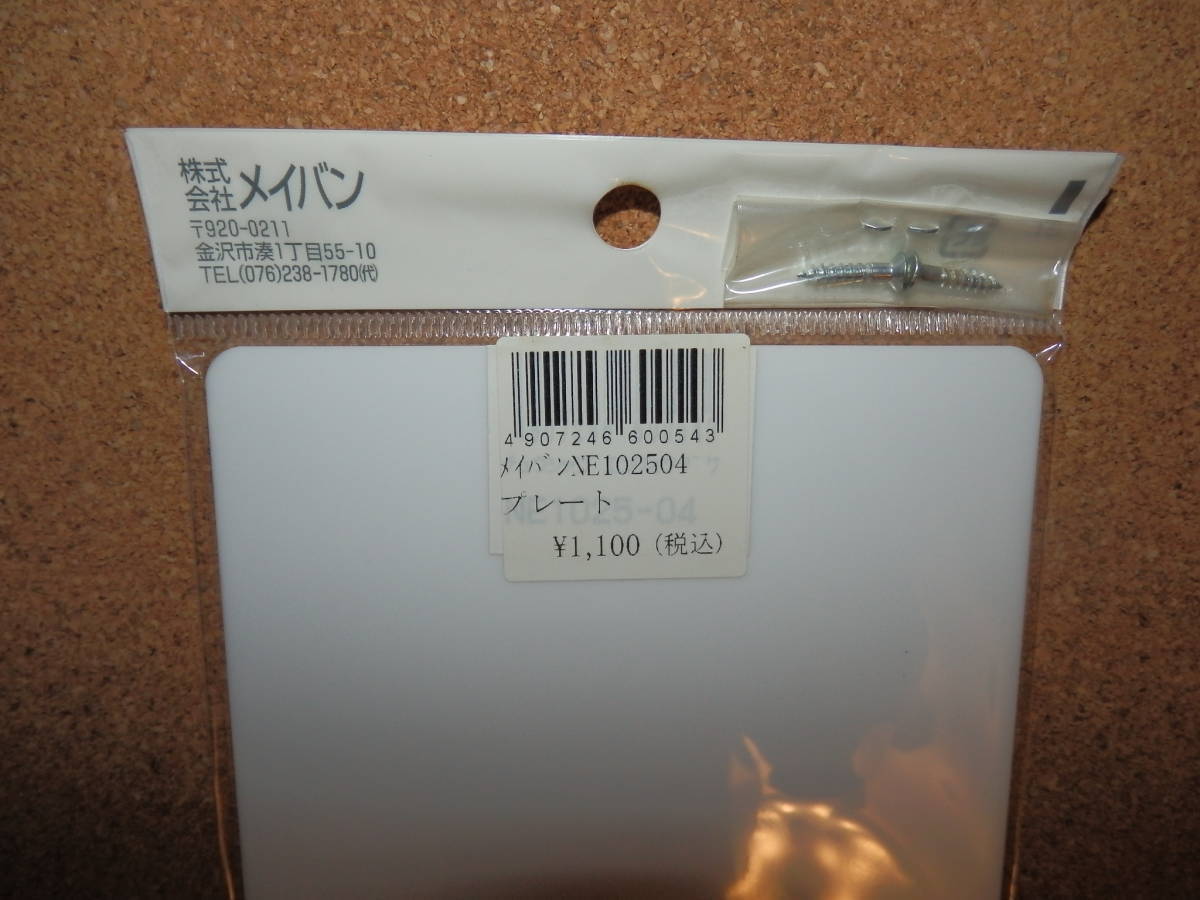 株式会社メイバン
〒920-0211
金沢市湊1丁目55-10
TEL(076)238-1780㈹
4907246600543
ﾒｲﾊﾞﾝNE102504
プレート
NE1025-04
¥1,100（税込）